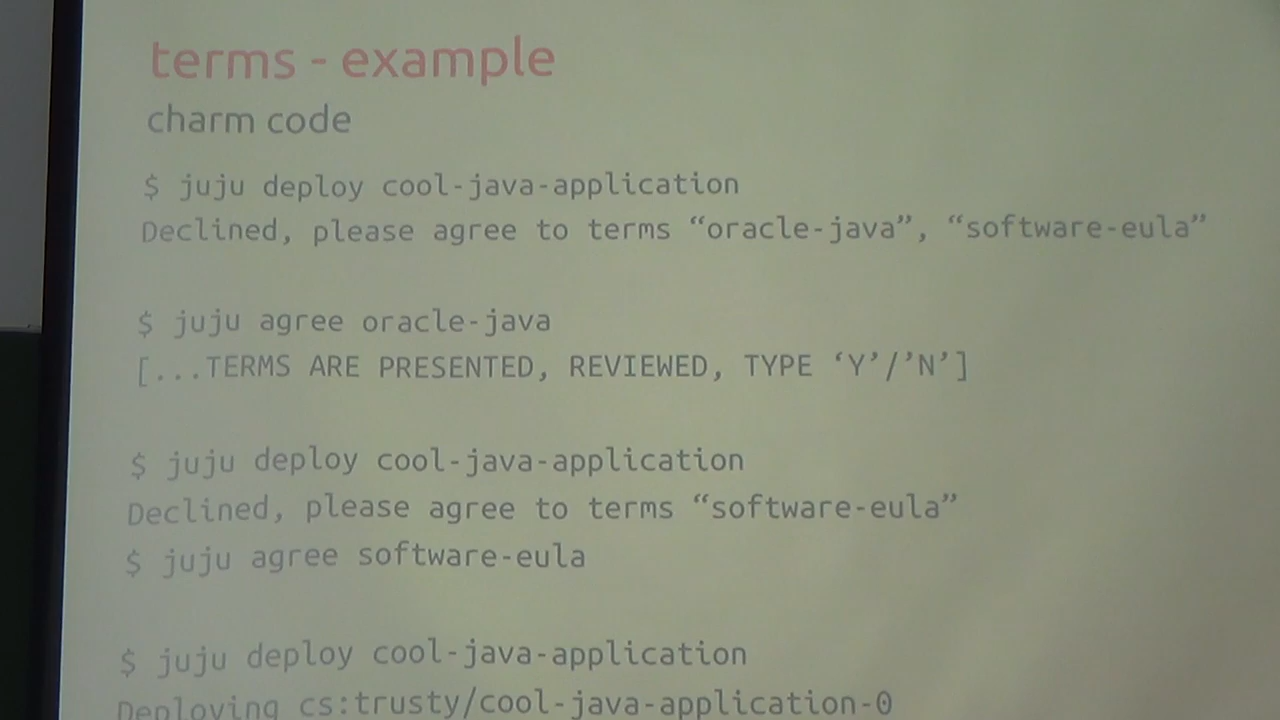 terms - example
charm code
$ juju deploy cool-java-application
Declined, please agree to terms “oracle-java”, “software-eula”
$ juju agree oracle-java
[...TERMS ARE PRESENTED, REVIEWED, TYPE ‘Y’/’N’]
$ juju deploy cool-java-application
Declined, please agree to terms “software-eula”
$ juju agree software-eula
$ juju deploy cool-java-application
Deploying cs:trusty/cool-java-application-0